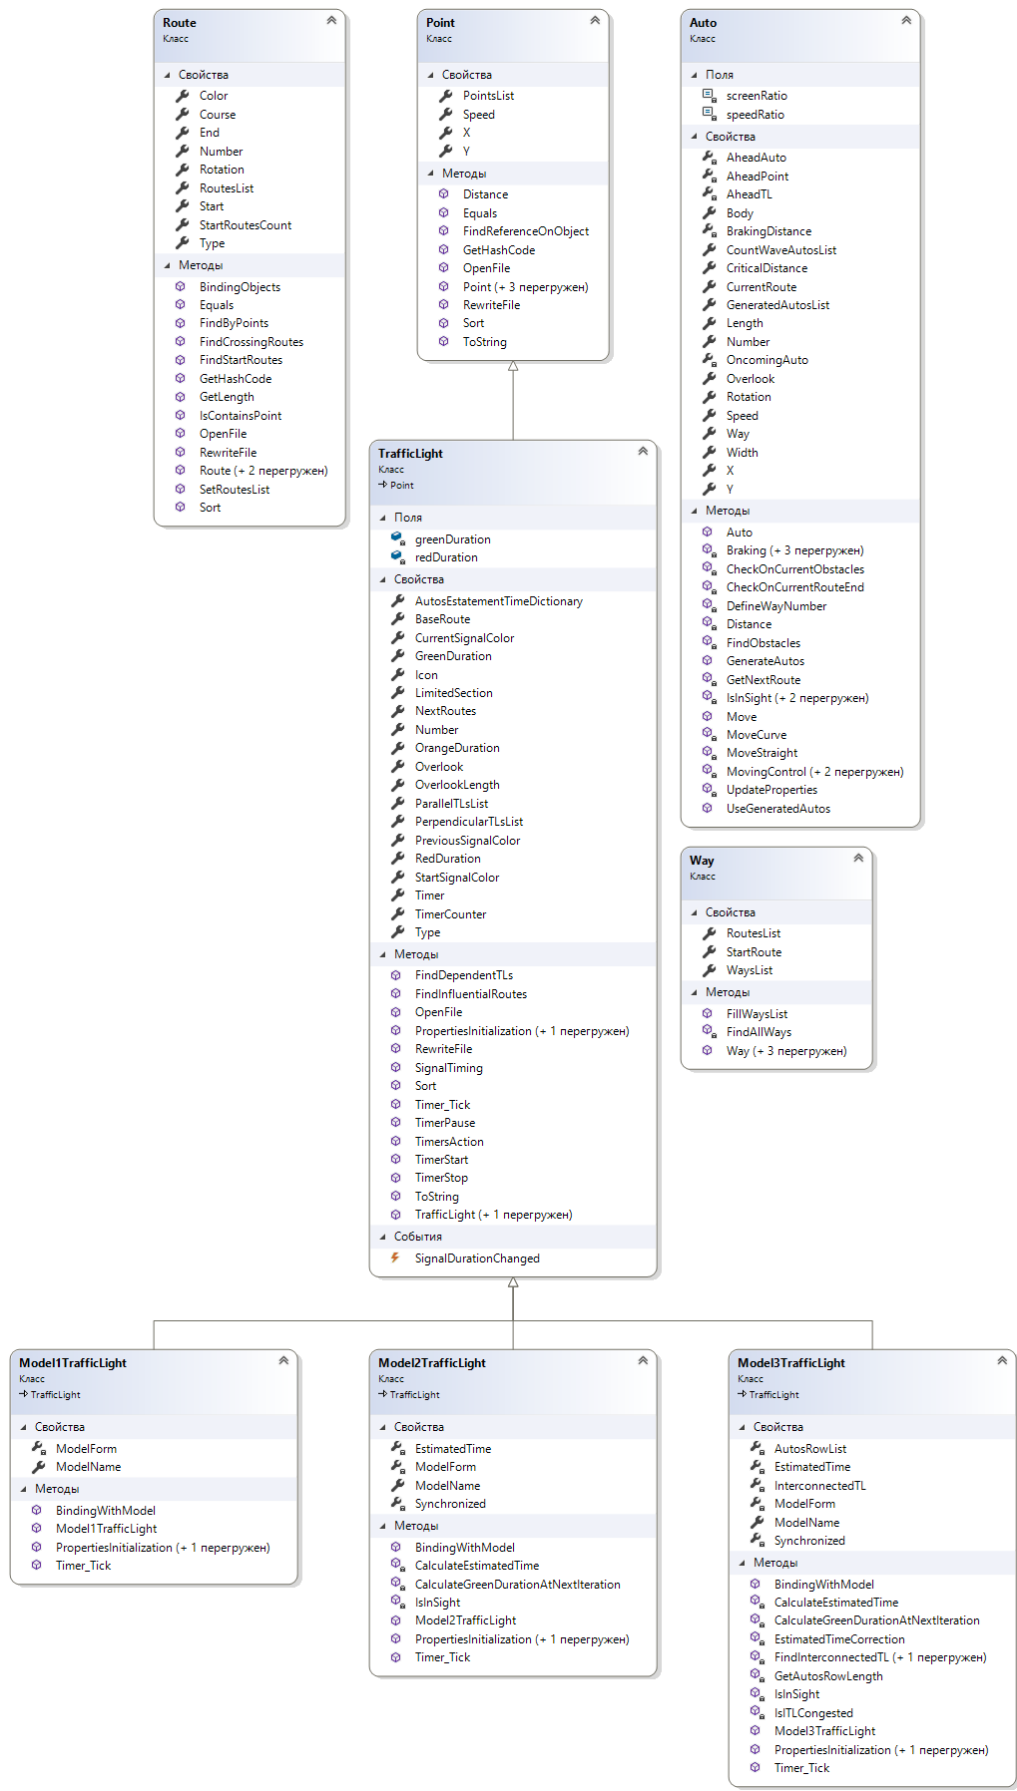 Route
Класс
Свойства
Color
Course
End
Number
Rotation
RoutesList
Start
StartRoutesCount
Type
Методы
BindingObjects
Equals
FindByPoints
FindCrossingRoutes
FindStartRoutes
GetHashCode
GetLength
IsContainsPoint
OpenFile
RewriteFile
Route (+ 2 перегружен)
SetRoutesList
Sort
Point
Класс
Свойства
PointsList
Speed
X
Y
Методы
Distance
Equals
FindReferenceOnObject
GetHashCode
OpenFile
Point (+ 3 перегружен)
RewriteFile
Sort
ToString
Auto
Класс
Поля
screenRatio
speedRatio
Свойства
AheadAuto
AheadPoint
AheadTL
Body
BrakingDistance
CountWaveAutosList
CriticalDistance
CurrentRoute
GeneratedAutosList
Length
Number
OncomingAuto
Overlook
Rotation
Speed
Way
Width
X
Y
Методы
Auto
Braking (+ 3 перегружен)
CheckOnCurrentObstacles
CheckOnCurrentRouteEnd
DefineWayNumber
Distance
FindObstacles
GenerateAutos
GetNextRoute
IsInSight (+ 2 перегружен)
Move
MoveCurve
MoveStraight
MovingControl (+ 2 перегружен)
UpdateProperties
UseGeneratedAutos
TrafficLight
Класс
Point
Поля
greenDuration
redDuration
Свойства
AutosEstatementTimeDictionary
BaseRoute
CurrentSignalColor
GreenDuration
Icon
LimitedSection
NextRoutes
Number
OrangeDuration
Overlook
OverlookLength
ParallelTLsList
PerpendicularTLsList
PreviousSignalColor
RedDuration
StartSignalColor
Timer
TimerCounter
Type
Методы
FindDependentTLs
FindInfluentialRoutes
OpenFile
PropertiesInitialization (+ 1 перегружен)
RewriteFile
SignalTiming
Sort
Timer_Tick
TimerPause
TimersAction
TimerStart
TimerStop
ToString
TrafficLight (+ 1 перегружен)
События
SignalDurationChanged
Way
Класс
Свойства
RoutesList
StartRoute
WaysList
Методы
FillWaysList
FindAllWays
Way (+ 3 перегружен)
Model1TrafficLight
Класс
TrafficLight
Свойства
ModelForm
ModelName
Методы
BindingWithModel
Model1TrafficLight
PropertiesInitialization (+ 1 перегружен)
Timer_Tick
Model2TrafficLight
Класс
TrafficLight
Свойства
EstimatedTime
ModelForm
ModelName
Synchronized
Методы
BindingWithModel
CalculateEstimatedTime
CalculateGreenDurationAtNextIteration
IsInSight
Model2TrafficLight
PropertiesInitialization (+ 1 перегружен)
Timer_Tick
Model3TrafficLight
Класс
TrafficLight
Свойства
AutosRowList
EstimatedTime
InterconnectedTL
ModelForm
ModelName
Synchronized
Методы
BindingWithModel
CalculateEstimatedTime
CalculateGreenDurationAtNextIteration
EstimatedTimeCorrection
FindInterconnectedTL (+ 1 перегружен)
GetAutosRowLength
IsInSight
IsITLCongested
Model3TrafficLight
PropertiesInitialization (+ 1 перегружен)
Timer_Tick